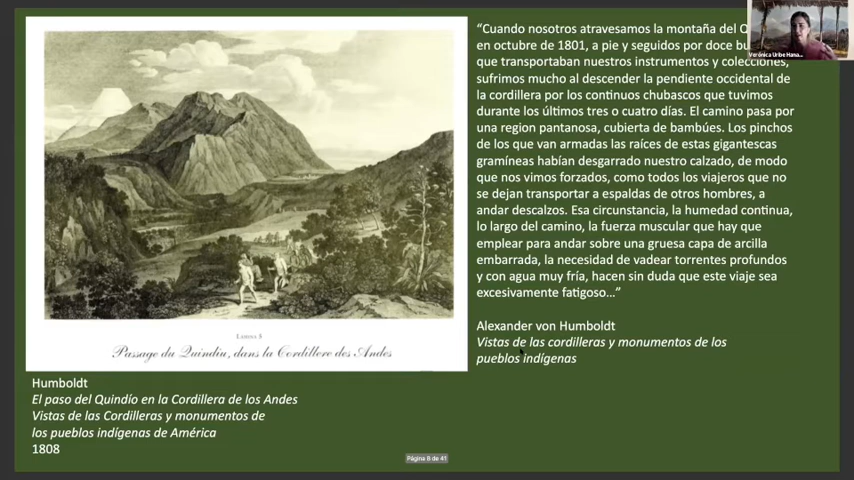 “Cuando nosotros atravesamos la montaña del
en octubre de 1801, a pie y seguidos por doce
que transportaban nuestros instrumentos y colecciones,
sufrimos mucho al descender la pendiente occidental de
la cordillera por los continuos chubascos que tuvimos
durante los últimos tres o cuatro días. El camino pasa por
una region pantanosa, cubierta de bambúes. Los pinchos
de los que van armadas las raíces de estas gigantescas
gramíneas habían desgarrado nuestro calzado, de modo
que nos vimos forzados, como todos los viajeros que no
se dejan transportar a espaldas de otros hombres, a
andar descalzos. Esa circunstancia, la humedad continua,
lo largo del camino, la fuerza muscular que hay que
emplear para andar sobre una gruesa capa de arcilla
embarrada, la necesidad de vadear torrentes profundos
y con agua muy fría, hacen sin duda que este viaje sea
excesivamente fatigoso…”
Alexander von Humboldt
Vistas de las cordilleras y monumentos de los
pueblos indígenas
Verónica Uribe Hana...
Lamina 5
Passage du Quindiu, dans la Cordillere des Andes
Humboldt
El paso del Quindío en la Cordillera de los Andes
Vistas de las Cordilleras y monumentos de
los pueblos indígenas de América
1808
Página 8 de 41